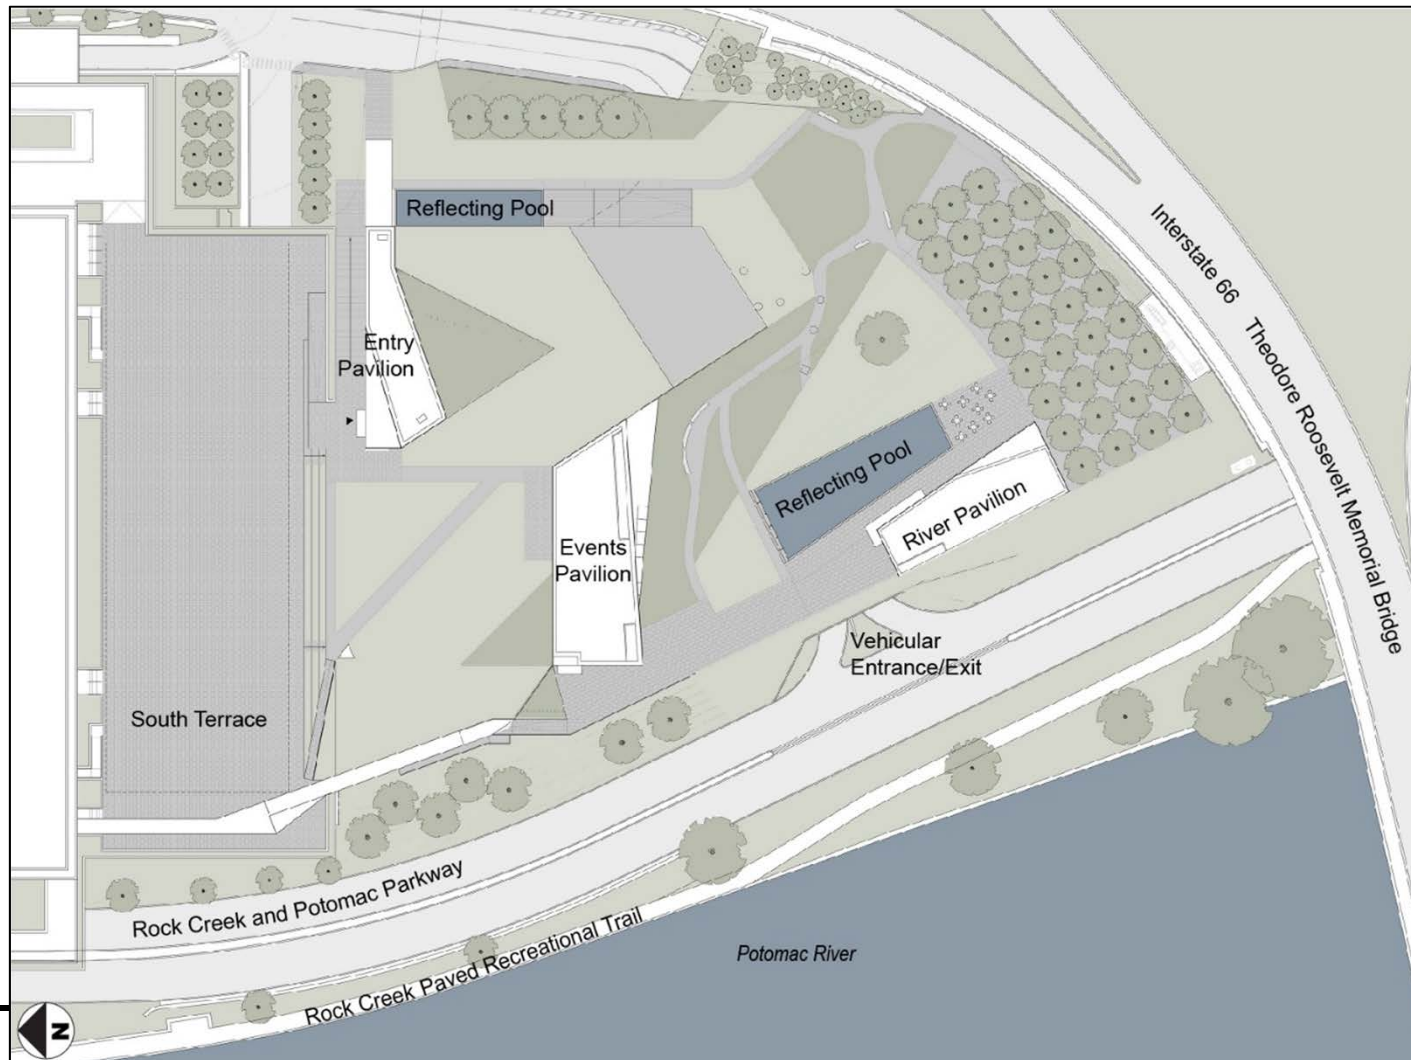 Reflecting Pool
Interstate 66
Theodore Roosevelt Memorial Bridge
Entry
Pavilion
Reflecting Pool
River Pavilion
Events
Pavilion
Vehicular
Entrance/Exit
South Terrace
Rock Creek and Potomac Parkway
Rock Creek Paved Recreational Trail
Potomac River
N